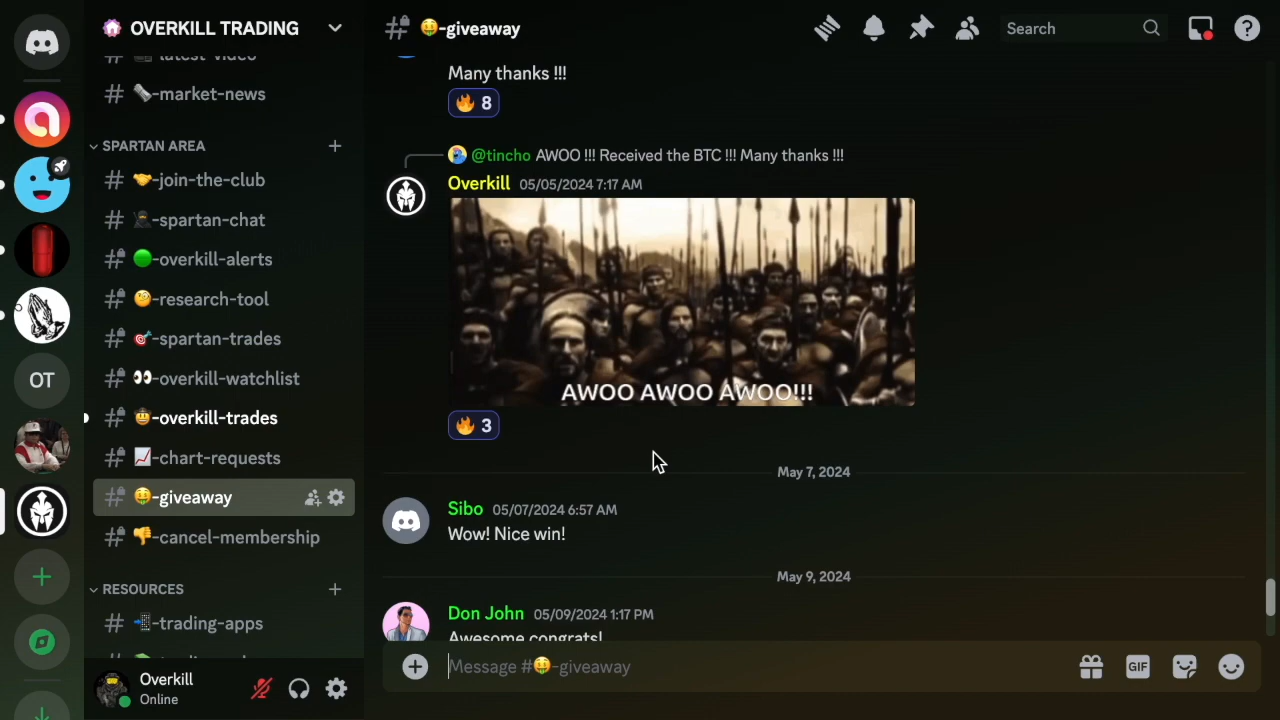 OVERKILL TRADING
latest-video
-market-news
SPARTAN AREA
-join-the-club
-spartan-chat
-overkill-alerts
-research-tool
-spartan-trades
-overkill-watchlist
-overkill-trades
-chart-requests
-giveaway
-cancel-membership
RESOURCES
-trading-apps
OT
Overkill
Online
-giveaway
Search
Many thanks !!!
8
@tincho AWOO !!! Received the BTC !!! Many thanks !!!
Overkill 05/05/2024 7:17 AM
AWOO AWOO AWOO!!!
3
May 7, 2024
Sibo 05/07/2024 6:57 AM
Wow! Nice win!
May 9, 2024
Don John 05/09/2024 1:17 PM
Awesome congrats!
Message #🤑-giveaway
GIF